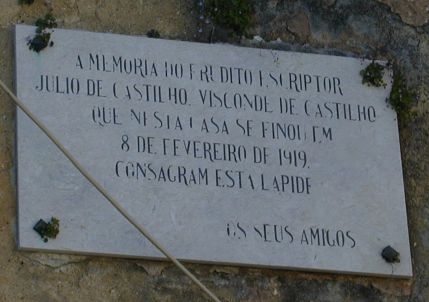 A MEMORIA DO ERUDITO ESCRIPTOR
JULIO DE CASTILHO, VISCONDE DE CASTILHO
QUE NESTA CASA SE FINOU EM
8 DE FEVEREIRO DE 1919.
CONSAGRAM ESTA LAPIDE
OS SEUS AMIGOS